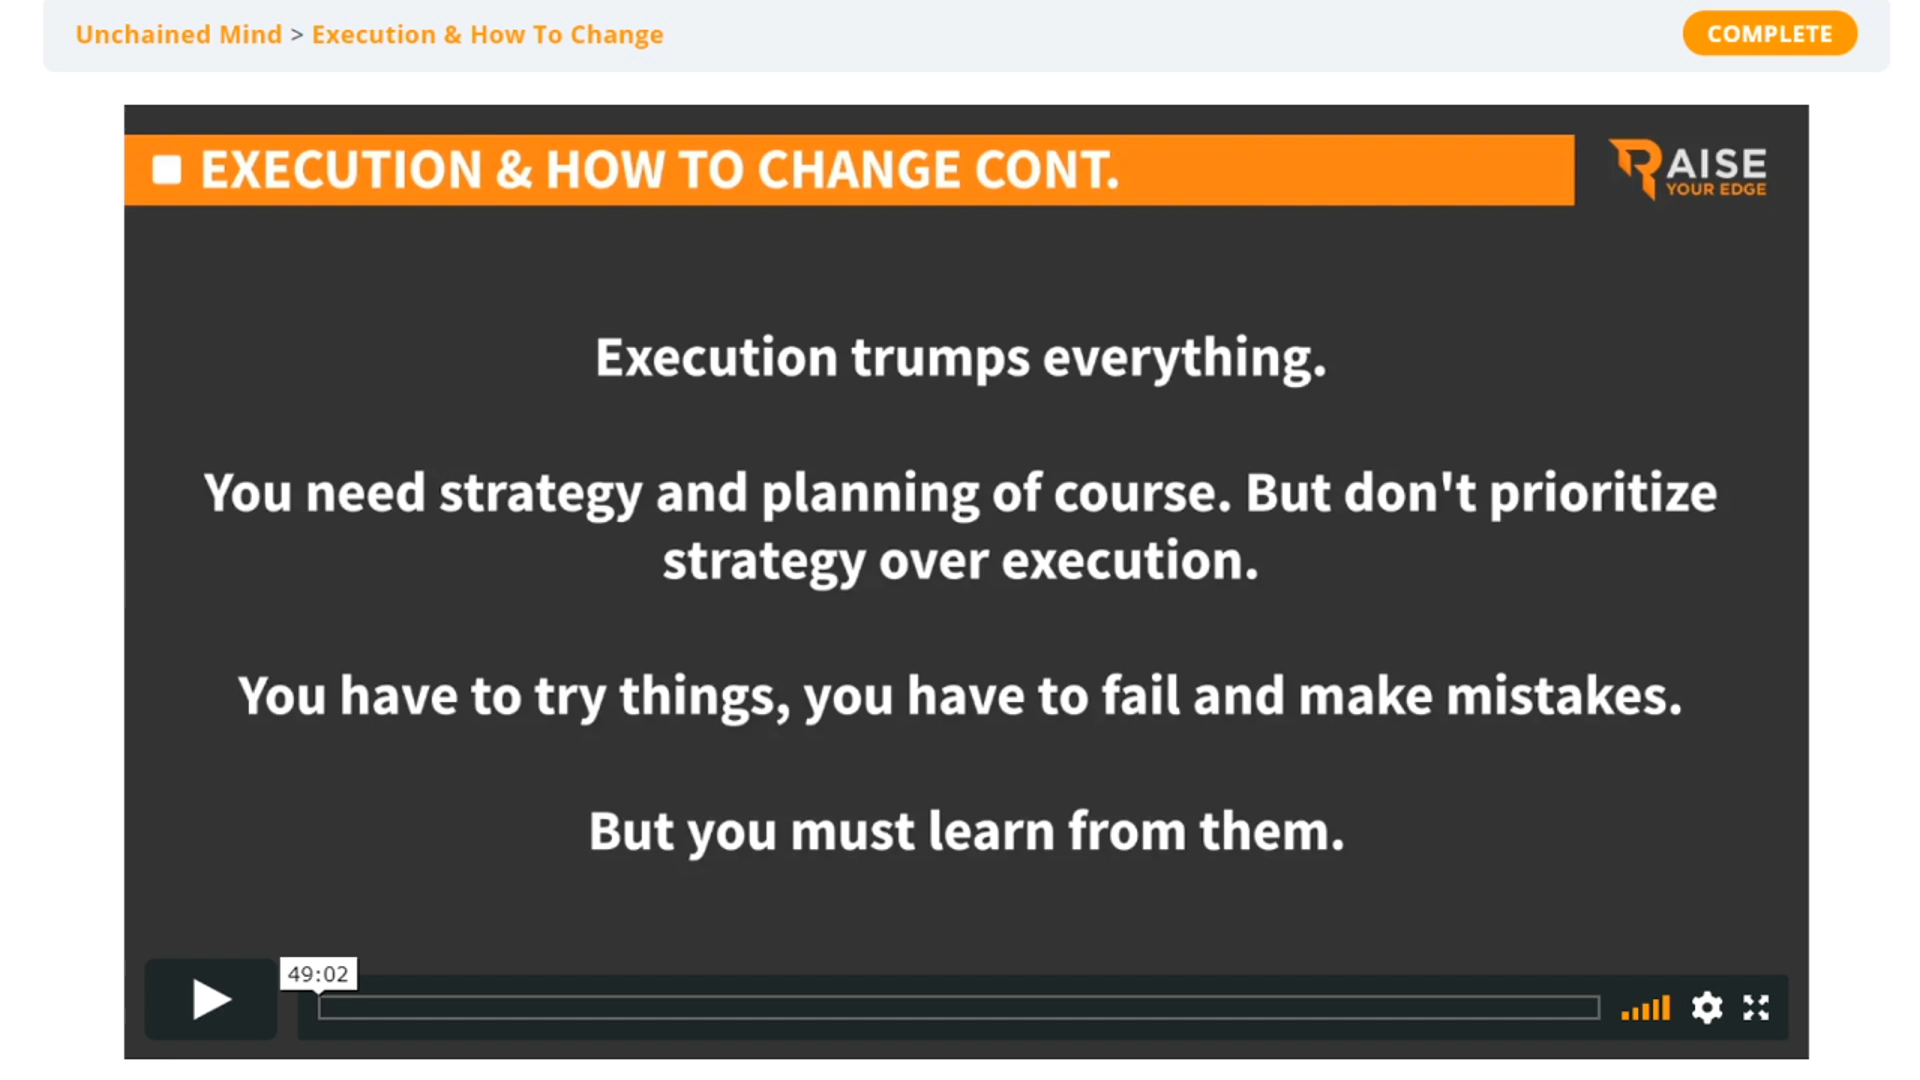 Unchained Mind > Execution & How To Change
COMPLETE
EXECUTION & HOW TO CHANGE CONT.
RAISE
YOUR EDGE
Execution trumps everything.
You need strategy and planning of course. But don't prioritize
strategy over execution.
You have to try things, you have to fail and make mistakes.
But you must learn from them.
49:02